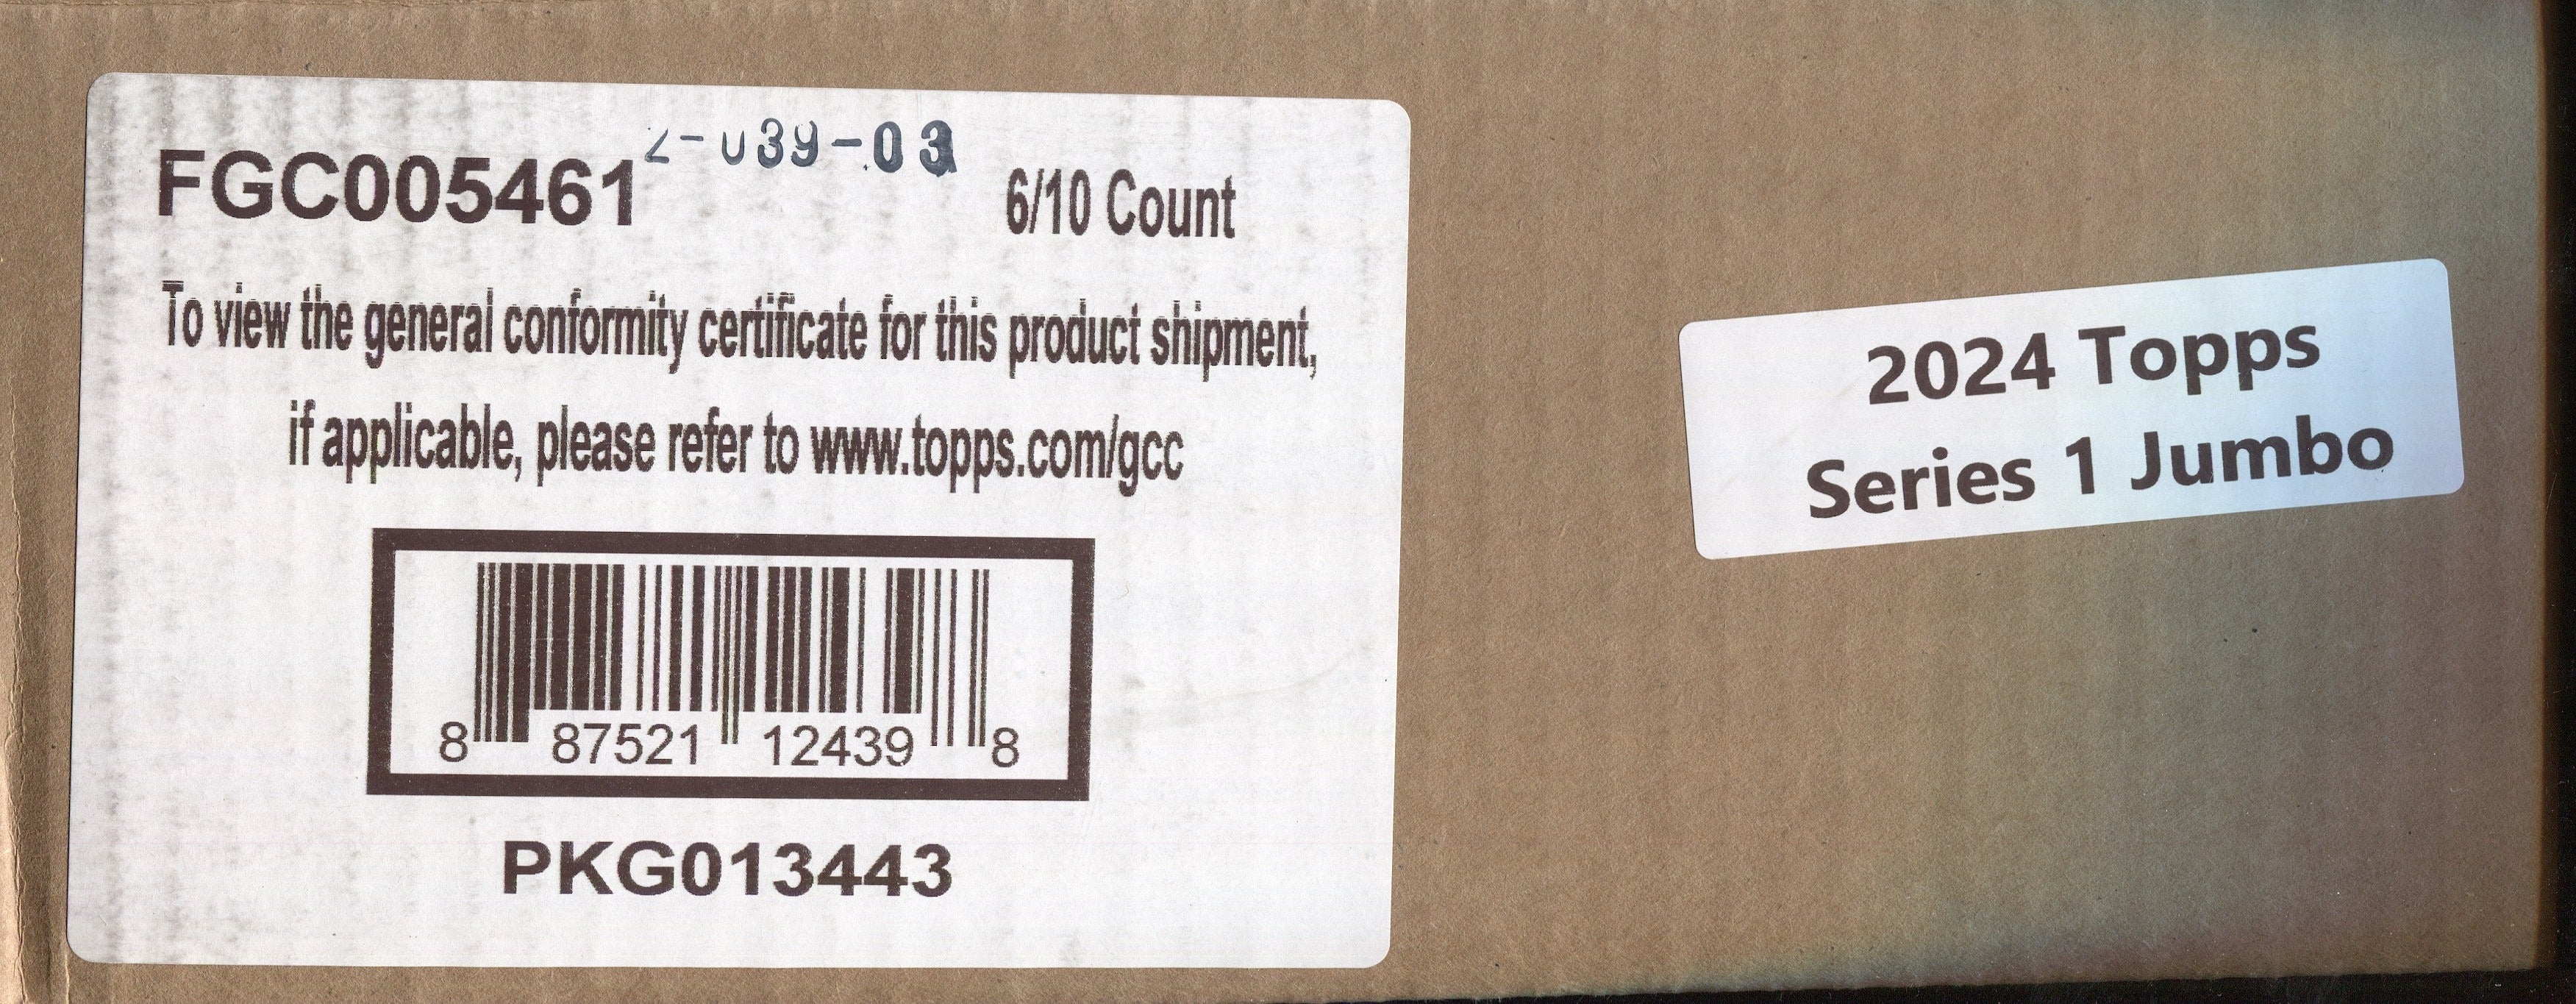 2-039-03
FGC005461
6/10 Count
To view the general conformity certificate for this product shipment,
if applicable, please refer to www.topps.com/gcc
8 87521 12439 8
PKG013443
2024 Topps
Series 1 Jumbo